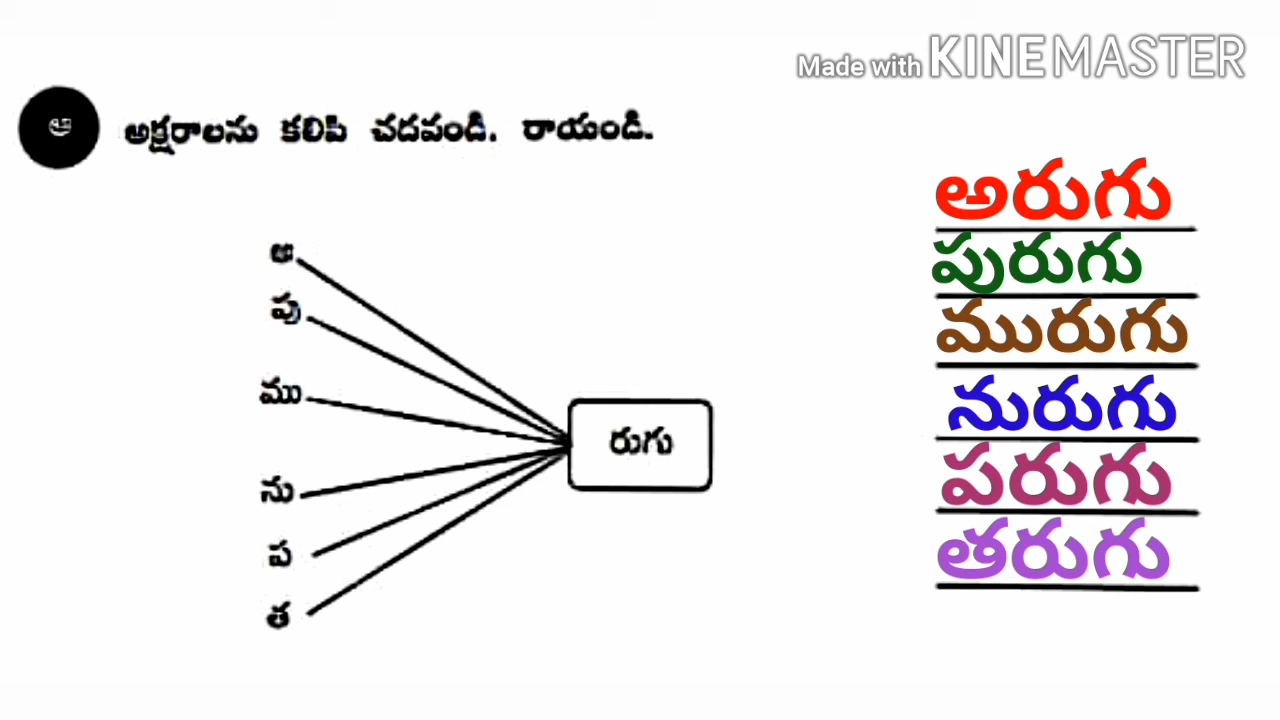 Made with KINEMASTER
ఆ అక్షరాలను కలిపి చదవండి. రాయండి.
అ
పు
ము
ను
ప
త
రుగు
అరుగు
పురుగు
మురుగు
నురుగు
పరుగు
తరుగు